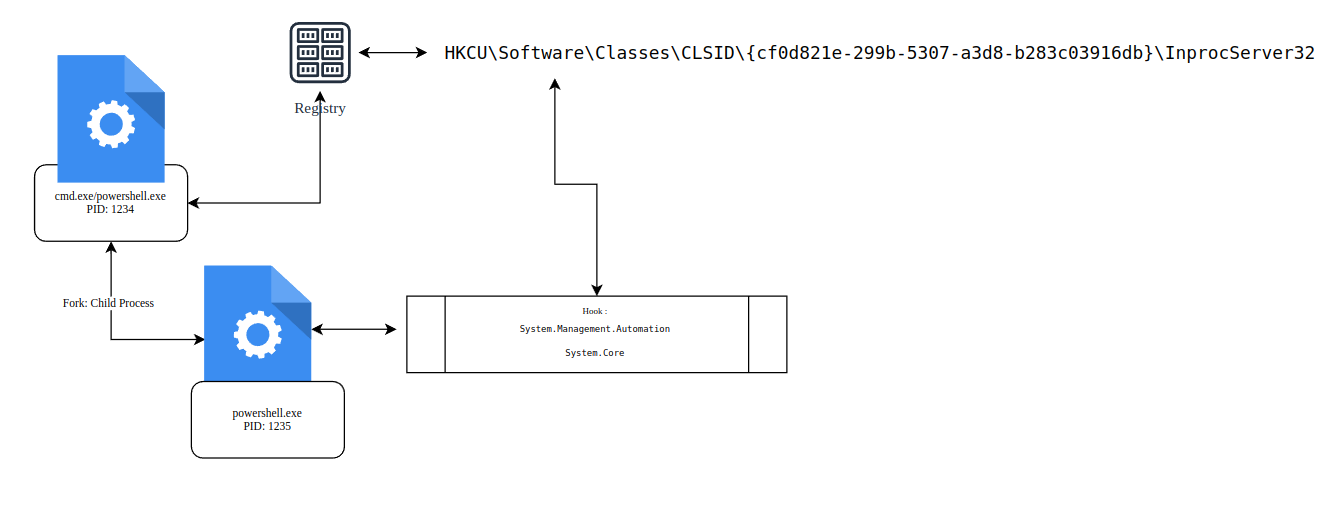 HKCU\Software\Classes\CLSID\{cf0d821e-299b-5307-a3d8-b283c03916db}\InprocServer32
Registry
cmd.exe/powershell.exe
PID: 1234
Fork: Child Process
Hook :
System.Management.Automation
System.Core
powershell.exe
PID: 1235